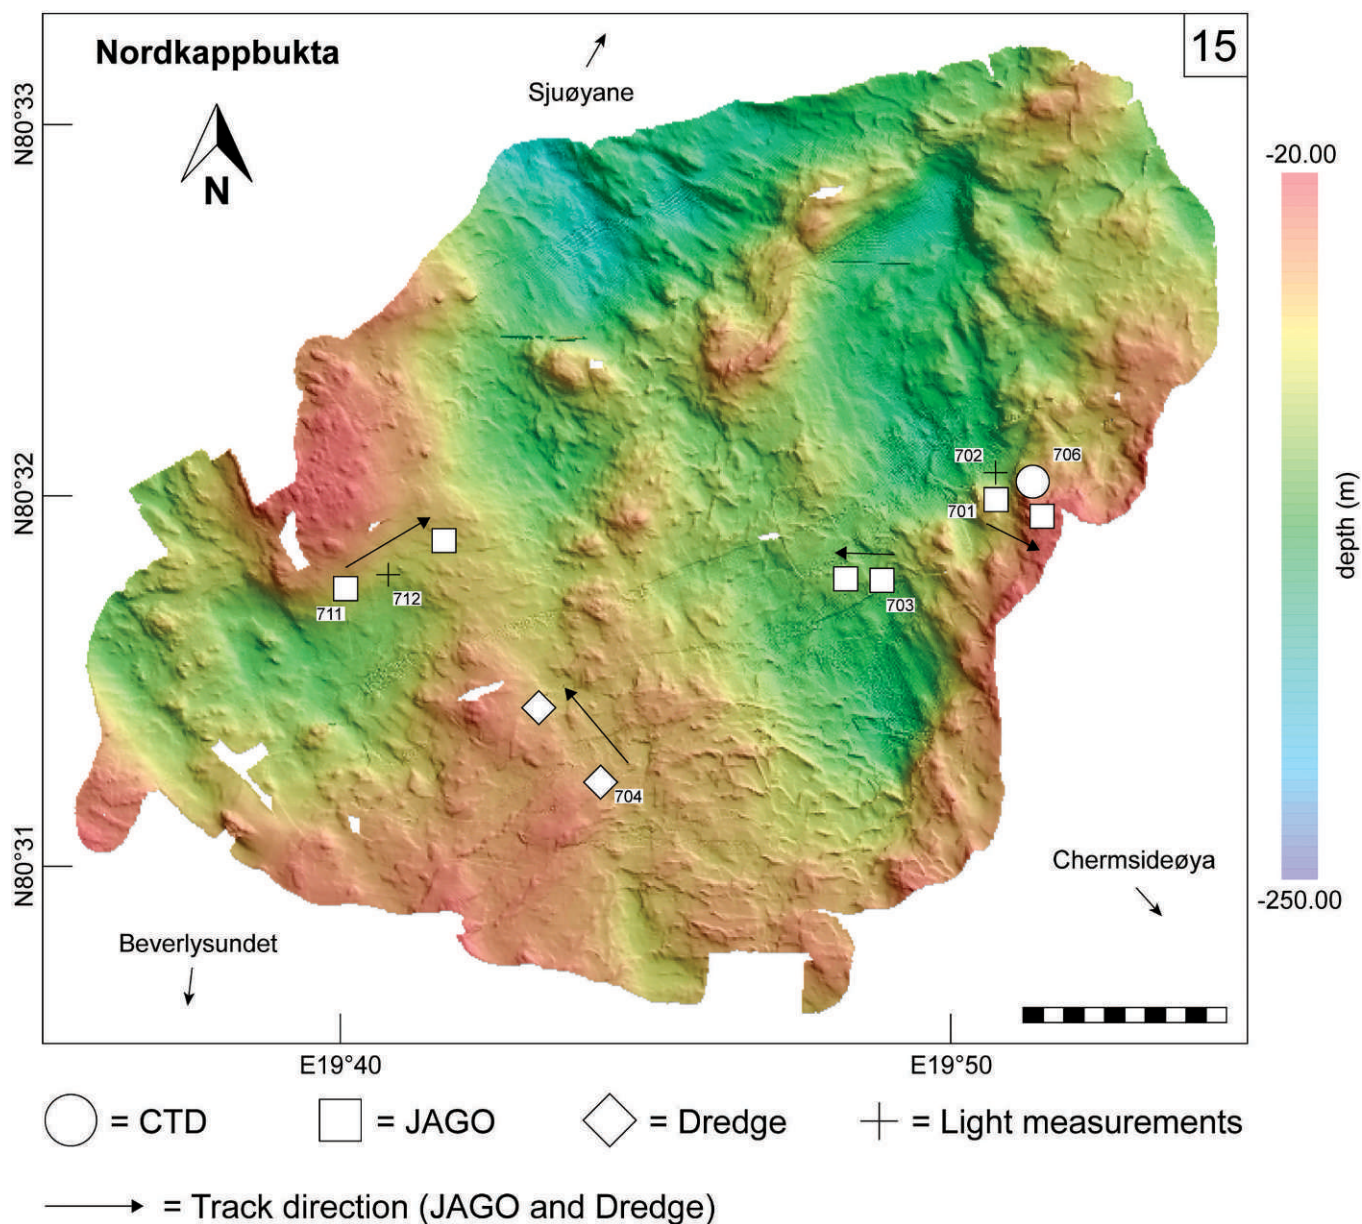 Nordkappbukta
15
Sjuøyane
N
N80°33
-20.00
702
706
N80°32
701
depth (m)
711
712
703
704
N80°31
Chermsideøya
-250.00
Beverlysundet
E19°40
E19°50
= CTD
= JAGO
= Dredge
= Light measurements
= Track direction (JAGO and Dredge)